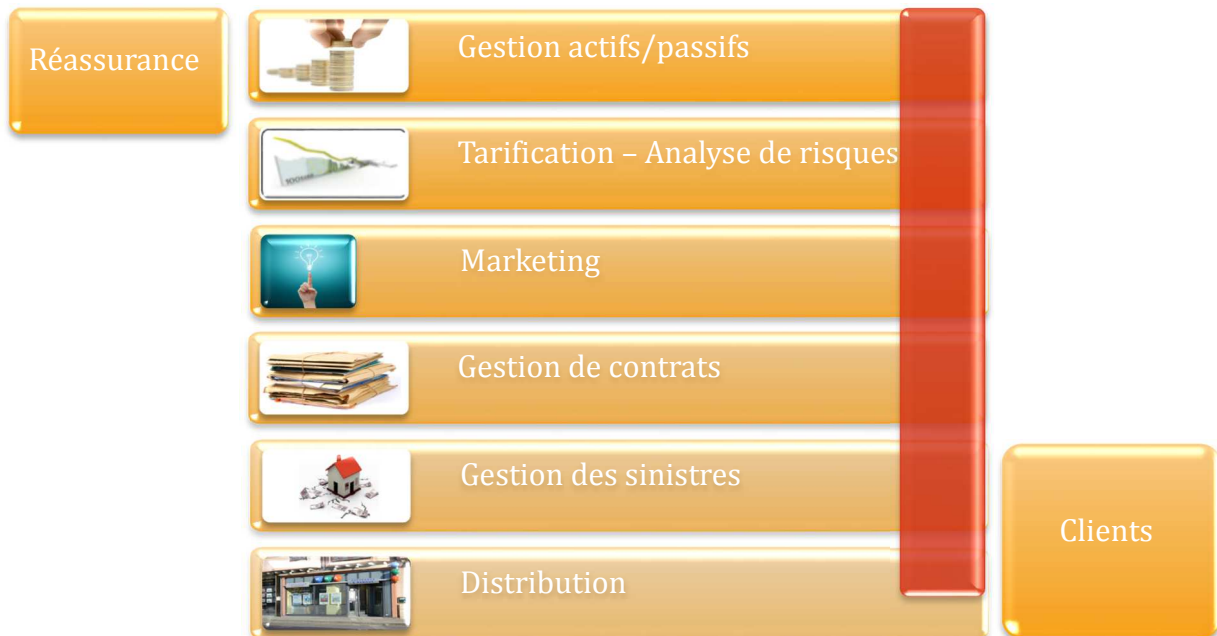 Réassurance
Gestion actifs/passifs
Tarification – Analyse de risques
Marketing
Gestion de contrats
Gestion des sinistres
Distribution
Clients